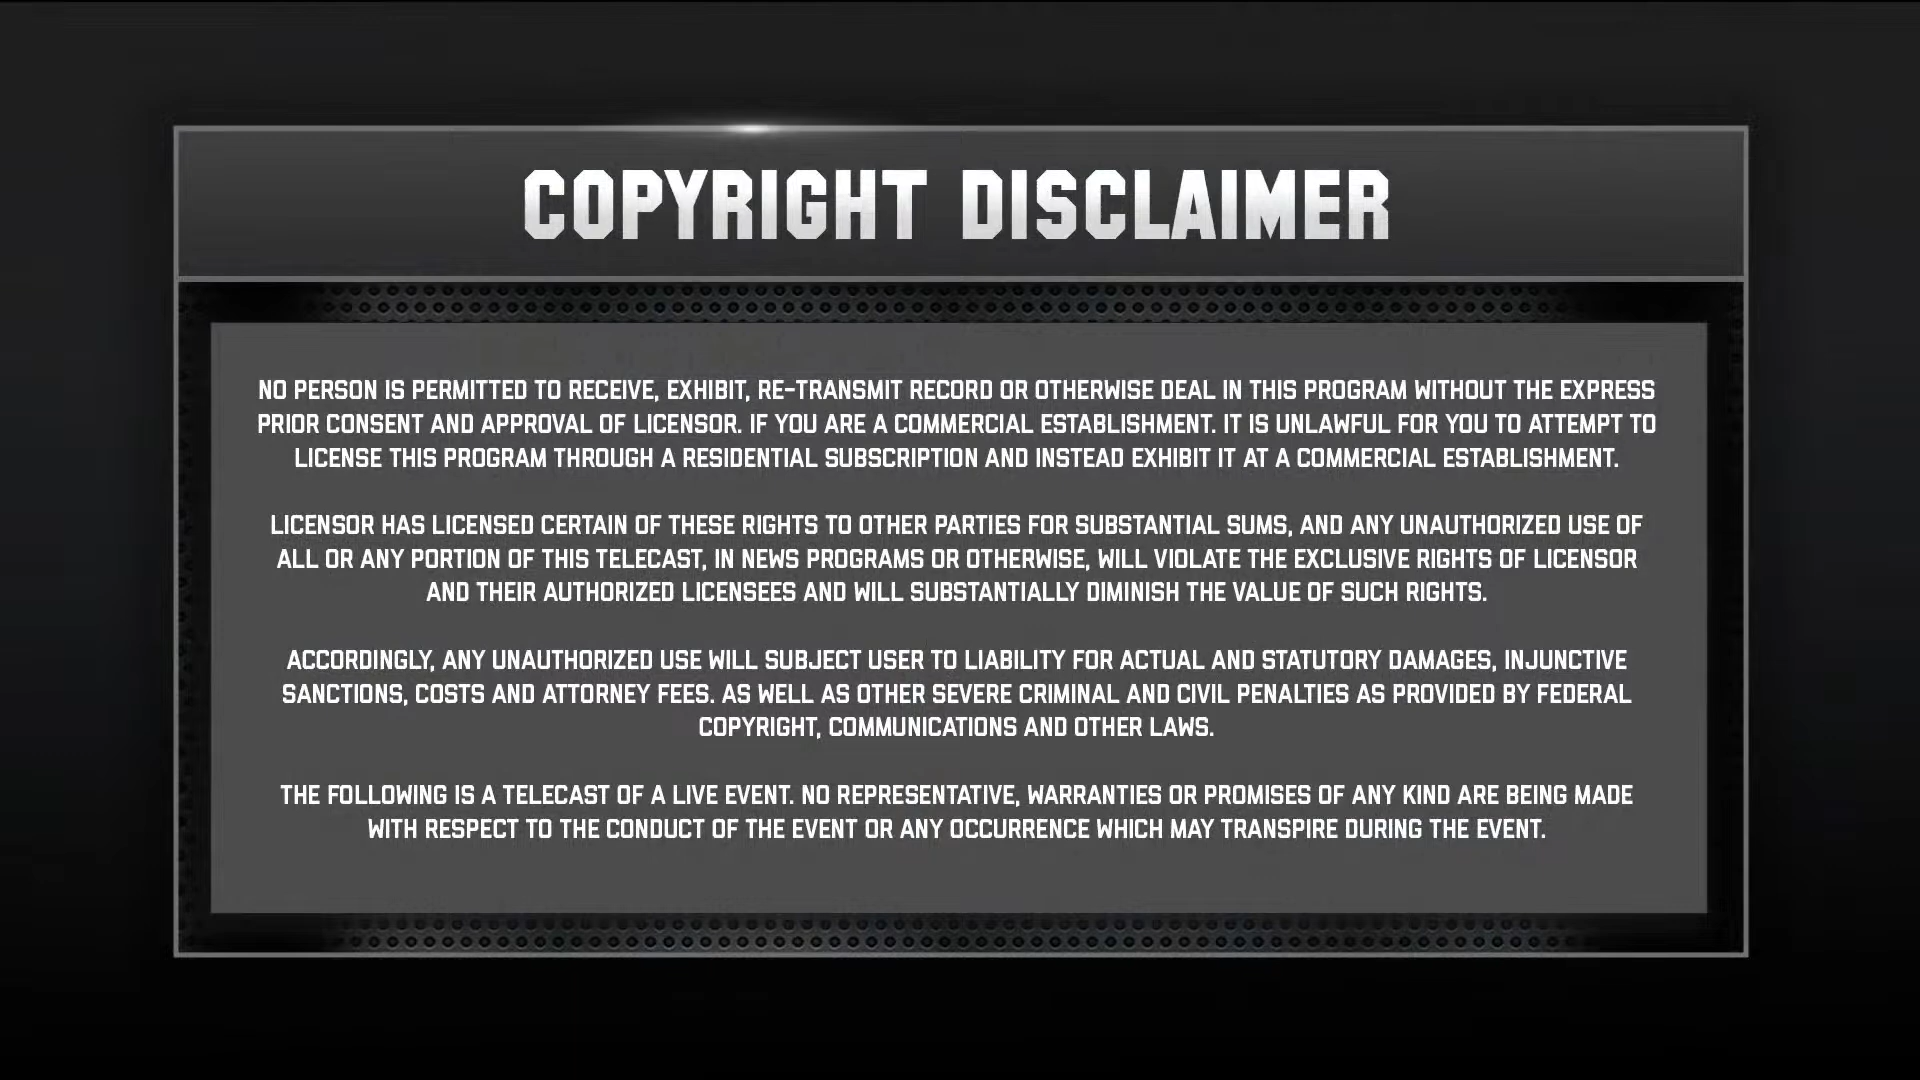 COPYRIGHT DISCLAIMER
NO PERSON IS PERMITTED TO RECEIVE, EXHIBIT, RE-TRANSMIT RECORD OR OTHERWISE DEAL IN THIS PROGRAM WITHOUT THE EXPRESS
PRIOR CONSENT AND APPROVAL OF LICENSOR. IF YOU ARE A COMMERCIAL ESTABLISHMENT. IT IS UNLAWFUL FOR YOU TO ATTEMPT TO
LICENSE THIS PROGRAM THROUGH A RESIDENTIAL SUBSCRIPTION AND INSTEAD EXHIBIT IT AT A COMMERCIAL ESTABLISHMENT.
LICENSOR HAS LICENSED CERTAIN OF THESE RIGHTS TO OTHER PARTIES FOR SUBSTANTIAL SUMS, AND ANY UNAUTHORIZED USE OF
ALL OR ANY PORTION OF THIS TELECAST, IN NEWS PROGRAMS OR OTHERWISE, WILL VIOLATE THE EXCLUSIVE RIGHTS OF LICENSOR
AND THEIR AUTHORIZED LICENSEES AND WILL SUBSTANTIALLY DIMINISH THE VALUE OF SUCH RIGHTS.
ACCORDINGLY, ANY UNAUTHORIZED USE WILL SUBJECT USER TO LIABILITY FOR ACTUAL AND STATUTORY DAMAGES, INJUNCTIVE
SANCTIONS, COSTS AND ATTORNEY FEES. AS WELL AS OTHER SEVERE CRIMINAL AND CIVIL PENALTIES AS PROVIDED BY FEDERAL
COPYRIGHT, COMMUNICATIONS AND OTHER LAWS.
THE FOLLOWING IS A TELECAST OF A LIVE EVENT. NO REPRESENTATIVE, WARRANTIES OR PROMISES OF ANY KIND ARE BEING MADE
WITH RESPECT TO THE CONDUCT OF THE EVENT OR ANY OCCURRENCE WHICH MAY TRANSPIRE DURING THE EVENT.